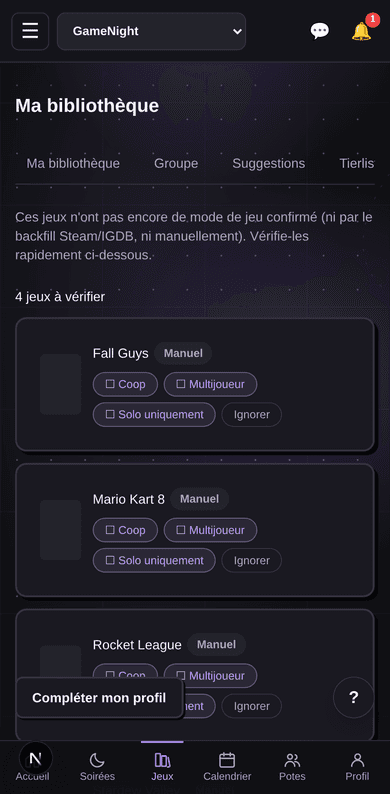 GameNight
1
Ma bibliothèque
Ma bibliothèque Groupe Suggestions Tierlis
Ces jeux n'ont pas encore de mode de jeu confirmé (ni par le
backfill Steam/IGDB, ni manuellement). Vérifie-les
rapidement ci-dessous.
4 jeux à vérifier
Fall Guys Manuel
Coop Multijoueur
Solo uniquement Ignorer
Mario Kart 8 Manuel
Coop Multijoueur
Solo uniquement Ignorer
Rocket League Manuel
Coop Multijoueur
Ignorer
Compléter mon profil
?
N
Accueil Soirées Jeux Calendrier Potes Profil